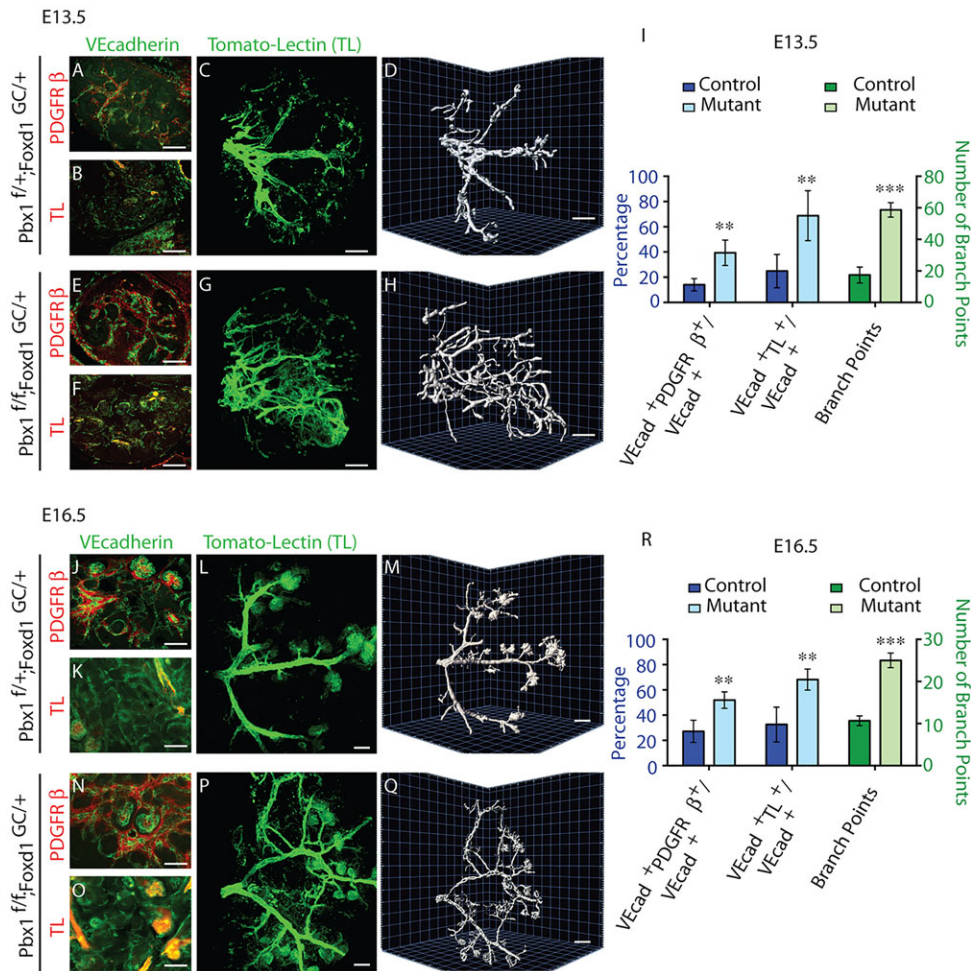 E13.5
VEcadherin
Tomato-Lectin (TL)
Pbx1 f/+;Foxd1 GC/+
PDGFR β
TL
A
B
C
D
Pbx1 f/f;Foxd1 GC/+
PDGFR β
TL
E
F
G
H
I
E13.5
Control
Mutant
Control
Mutant
Percentage
100
80
60
40
20
0
**
**
***
80
60
40
20
0
Number of Branch Points
VEcad +PDGFR β+/
VEcad +
VEcad +TL +/
VEcad +
Branch Points
E16.5
VEcadherin
Tomato-Lectin (TL)
Pbx1 f/+;Foxd1 GC/+
PDGFR β
TL
J
K
L
M
Pbx1 f/f;Foxd1 GC/+
PDGFR β
TL
N
O
P
Q
R
E16.5
Control
Mutant
Control
Mutant
Percentage
100
80
60
40
20
0
**
**
***
30
20
10
0
Number of Branch Points
VEcad +PDGFR β+/
VEcad +
VEcad +TL +/
VEcad +
Branch Points